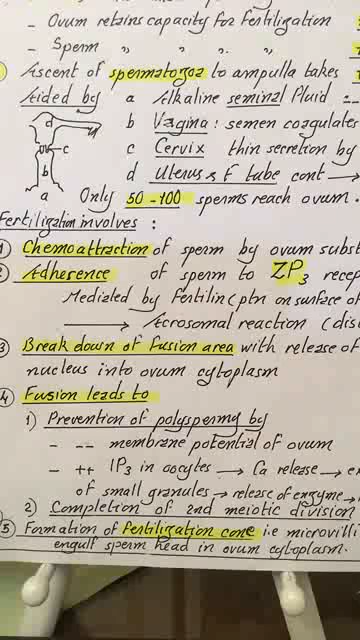 - Ovum retains capacity for Fertilization
- Sperm " " " "
Ascent of spermatozoa to ampulla takes
Aided by a Alkaline seminal Fluid
d b Vagina: semen coagulates
c c Cervix thin secretion by
b d Uterus & F tube cont →
a Only 50-100 sperms reach ovum.
Fertilization involves:
① Chemoattraction of sperm by ovum subst
② Adherence of sperm to ZP3 recep
Mediated by Fertilin (ptn on surface of
→ Acrosomal reaction (dis
③ Break down of fusion area with release of
nucleus into ovum cytoplasm
④ Fusion leads to
1) Prevention of polyspermy by
- -- membrane potential of ovum
- ++ IP3 in oocytes → Ca release →
of small granules → release of enzyme →
2) Completion of 2nd meiotic division
⑤ Formation of fertilization cone i.e microvilli
engulf sperm head in ovum cytoplasm.